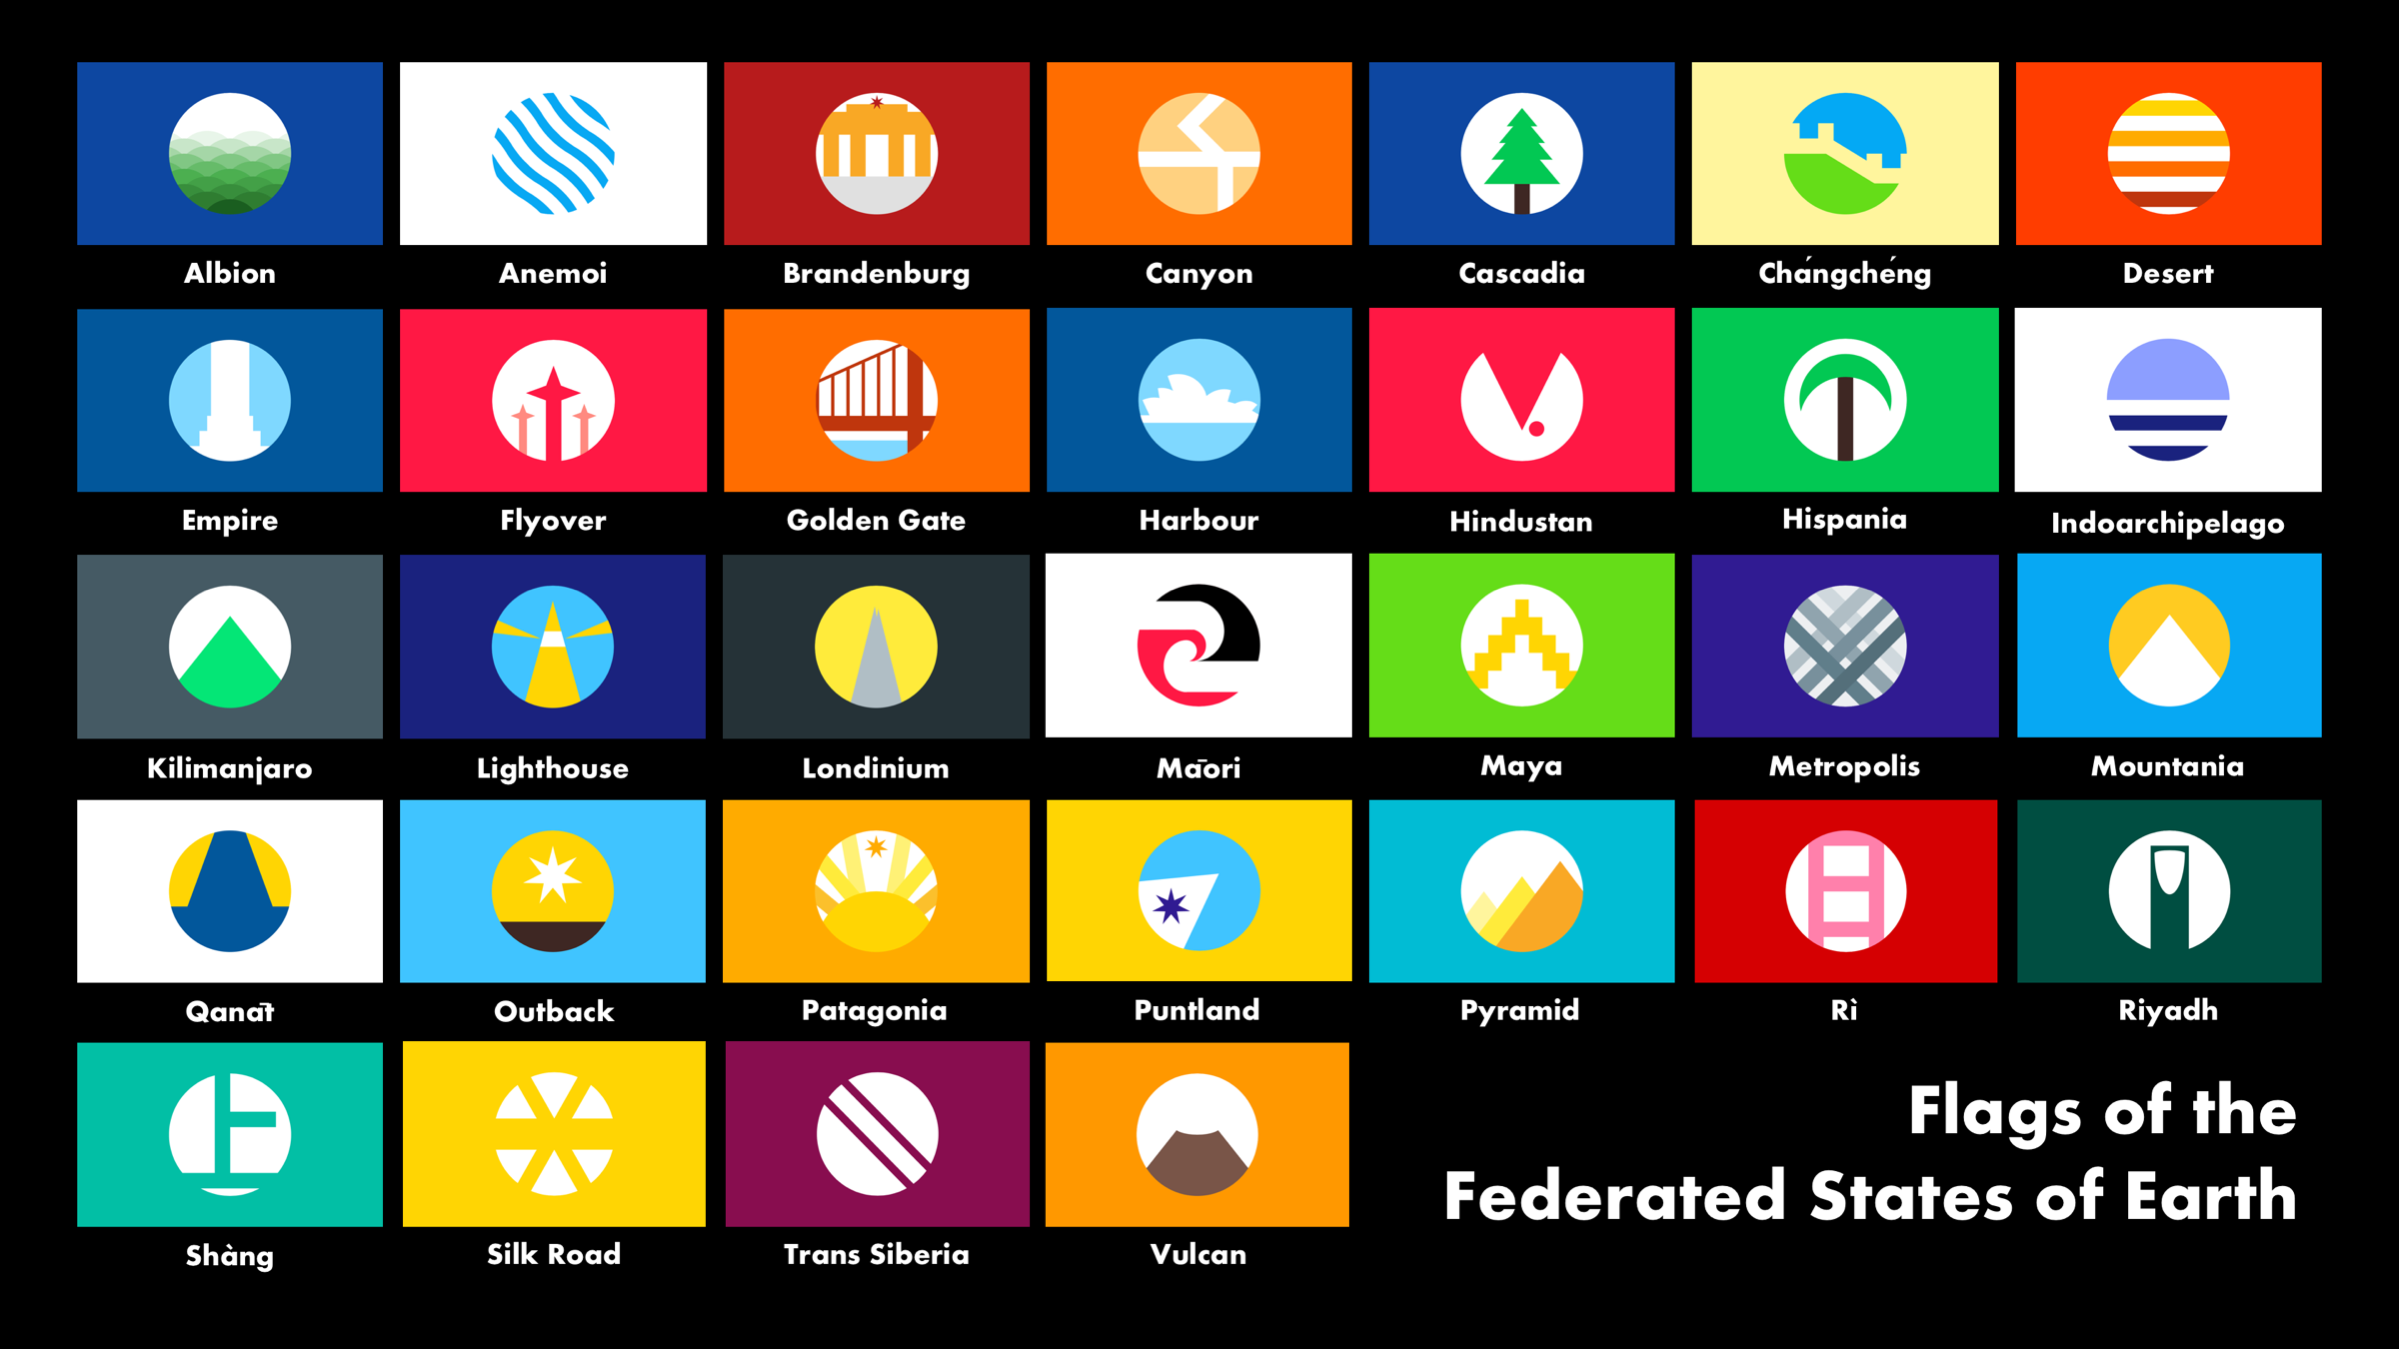 Albion
Anemoi
Brandenburg
Canyon
Cascadia
Chángchéng
Desert
Empire
Flyover
Golden Gate
Harbour
Hindustan
Hispania
Indoarchipelago
Kilimanjaro
Lighthouse
Londinium
Māori
Maya
Metropolis
Mountania
Qanāt
Outback
Patagonia
Puntland
Pyramid
Rì
Riyadh
Shàng
Silk Road
Trans Siberia
Vulcan
Flags of the
Federated States of Earth